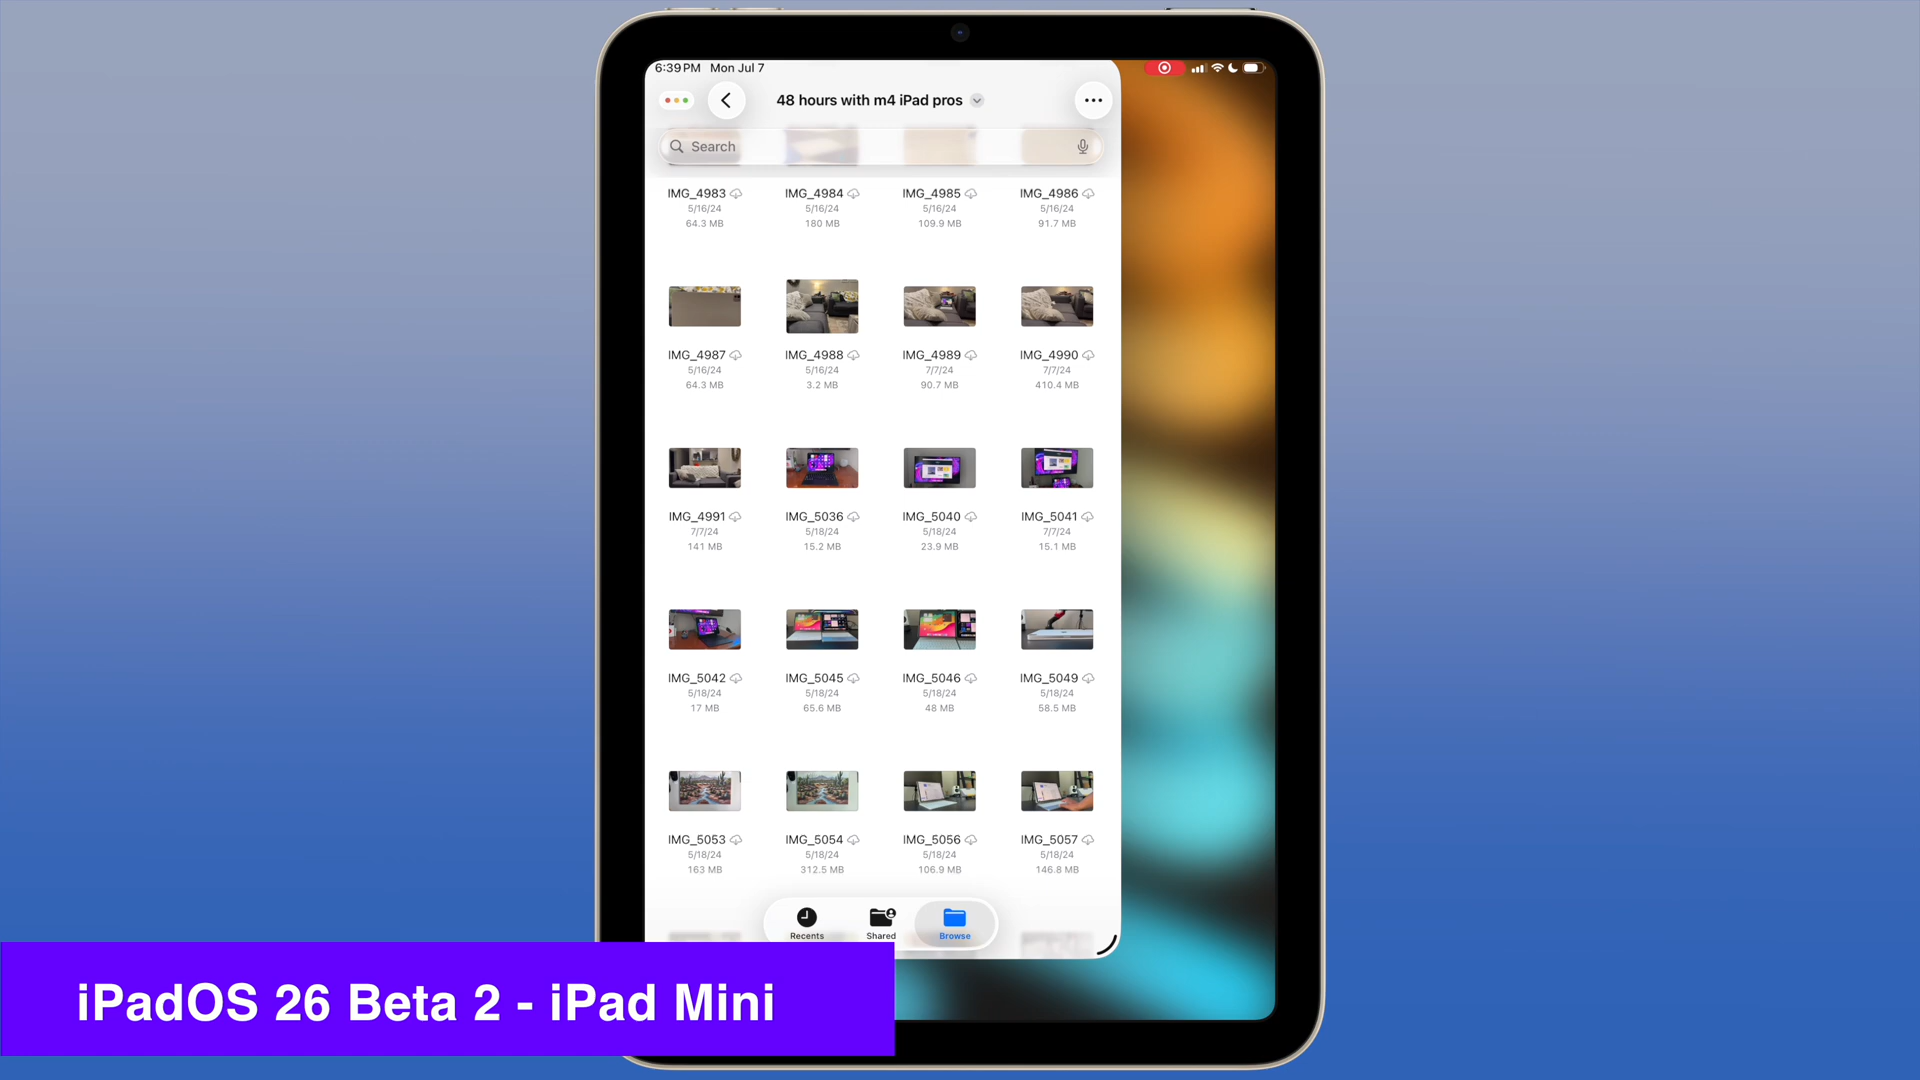 6:39 PM Mon Jul 7
48 hours with m4 iPad pros
Search
IMG_4983 IMG_4984 IMG_4985 IMG_4986
5/16/24 5/16/24 5/16/24 5/16/24
64.3 MB 180 MB 109.9 MB 91.7 MB
IMG_4987 IMG_4988 IMG_4989 IMG_4990
5/16/24 5/16/24 7/7/24 7/7/24
64.3 MB 3.2 MB 90.7 MB 410.4 MB
IMG_4991 IMG_5036 IMG_5040 IMG_5041
7/7/24 5/18/24 5/18/24 7/7/24
141 MB 15.2 MB 23.9 MB 15.1 MB
IMG_5042 IMG_5045 IMG_5046 IMG_5049
5/18/24 5/18/24 5/18/24 5/18/24
17 MB 65.6 MB 48 MB 58.5 MB
IMG_5053 IMG_5054 IMG_5056 IMG_5057
5/18/24 5/18/24 5/18/24 5/18/24
163 MB 312.5 MB 106.9 MB 146.8 MB
Recents Shared Browse
iPadOS 26 Beta 2 - iPad Mini